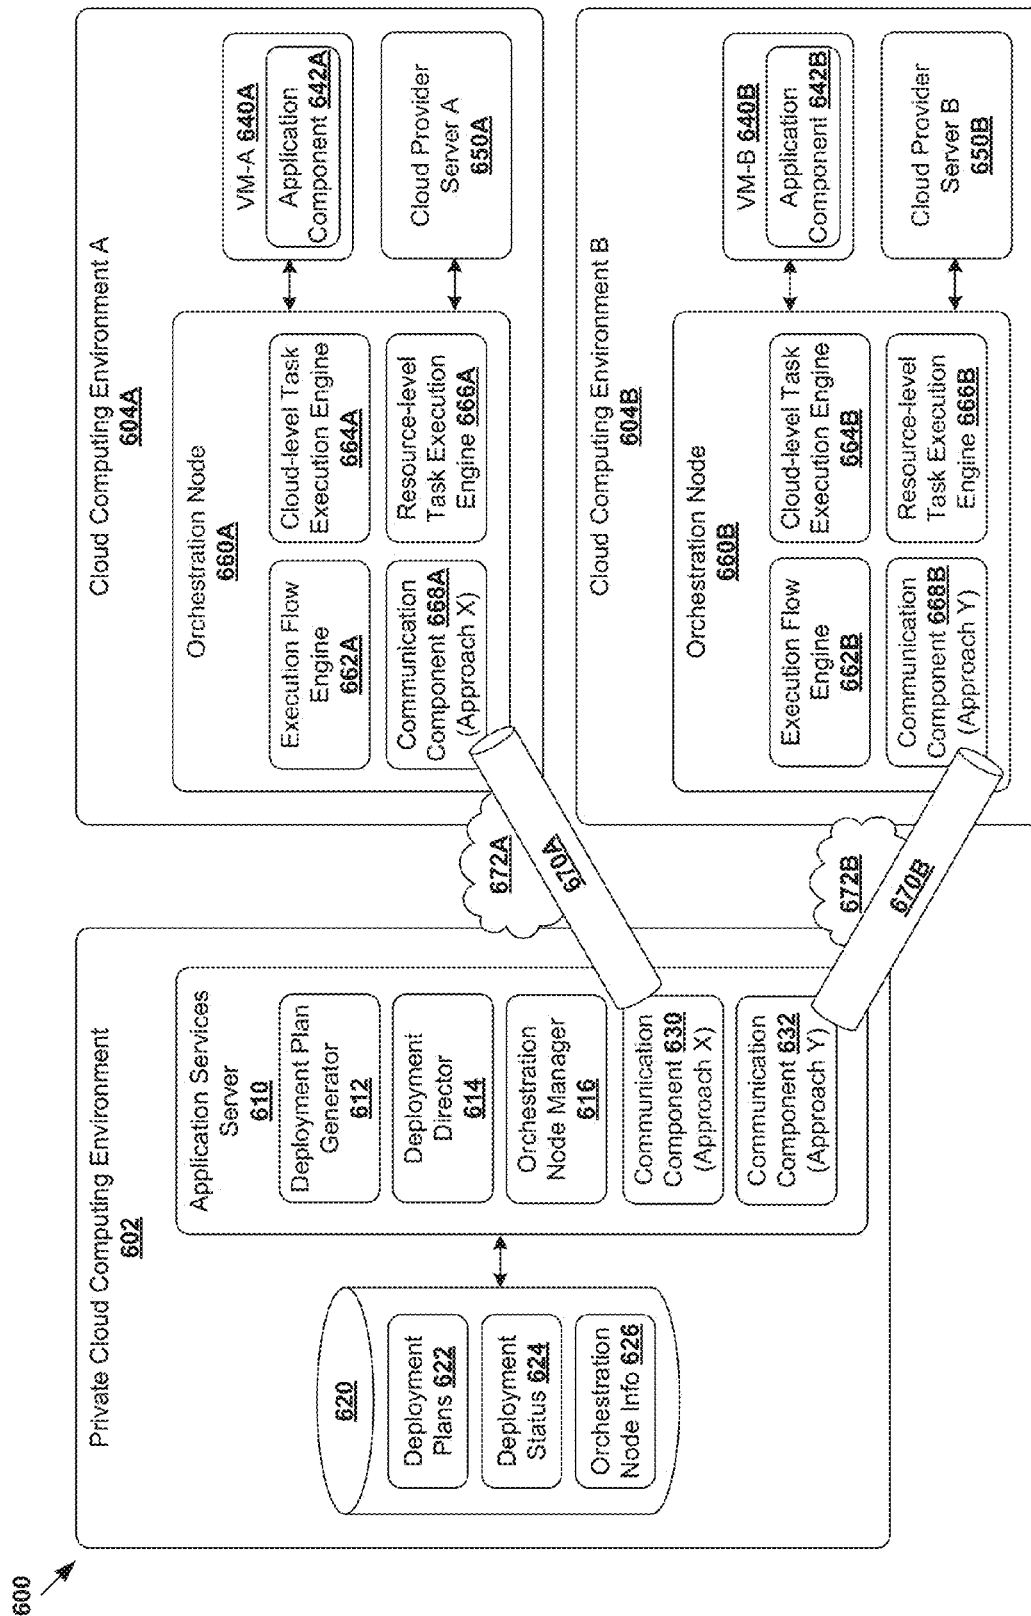 600
Private Cloud Computing Environment
602
620
Deployment
Plans 622
Deployment
Status 624
Orchestration
Node Info 626
Application Services
Server
610
Deployment Plan
Generator
612
Deployment
Director
614
Orchestration
Node Manager
616
Communication
Component 630
(Approach X)
Communication
Component 632
(Approach Y)
672A
670A
672B
670B
Cloud Computing Environment A
604A
Orchestration Node
660A
Execution Flow
Engine
662A
Cloud-level Task
Execution Engine
664A
Communication
Component 668A
(Approach X)
Resource-level
Task Execution
Engine 666A
VM-A 640A
Application
Component 642A
Cloud Provider
Server A
650A
Cloud Computing Environment B
604B
Orchestration Node
660B
Execution Flow
Engine
662B
Cloud-level Task
Execution Engine
664B
Communication
Component 668B
(Approach Y)
Resource-level
Task Execution
Engine 666B
VM-B 640B
Application
Component 642B
Cloud Provider
Server B
650B